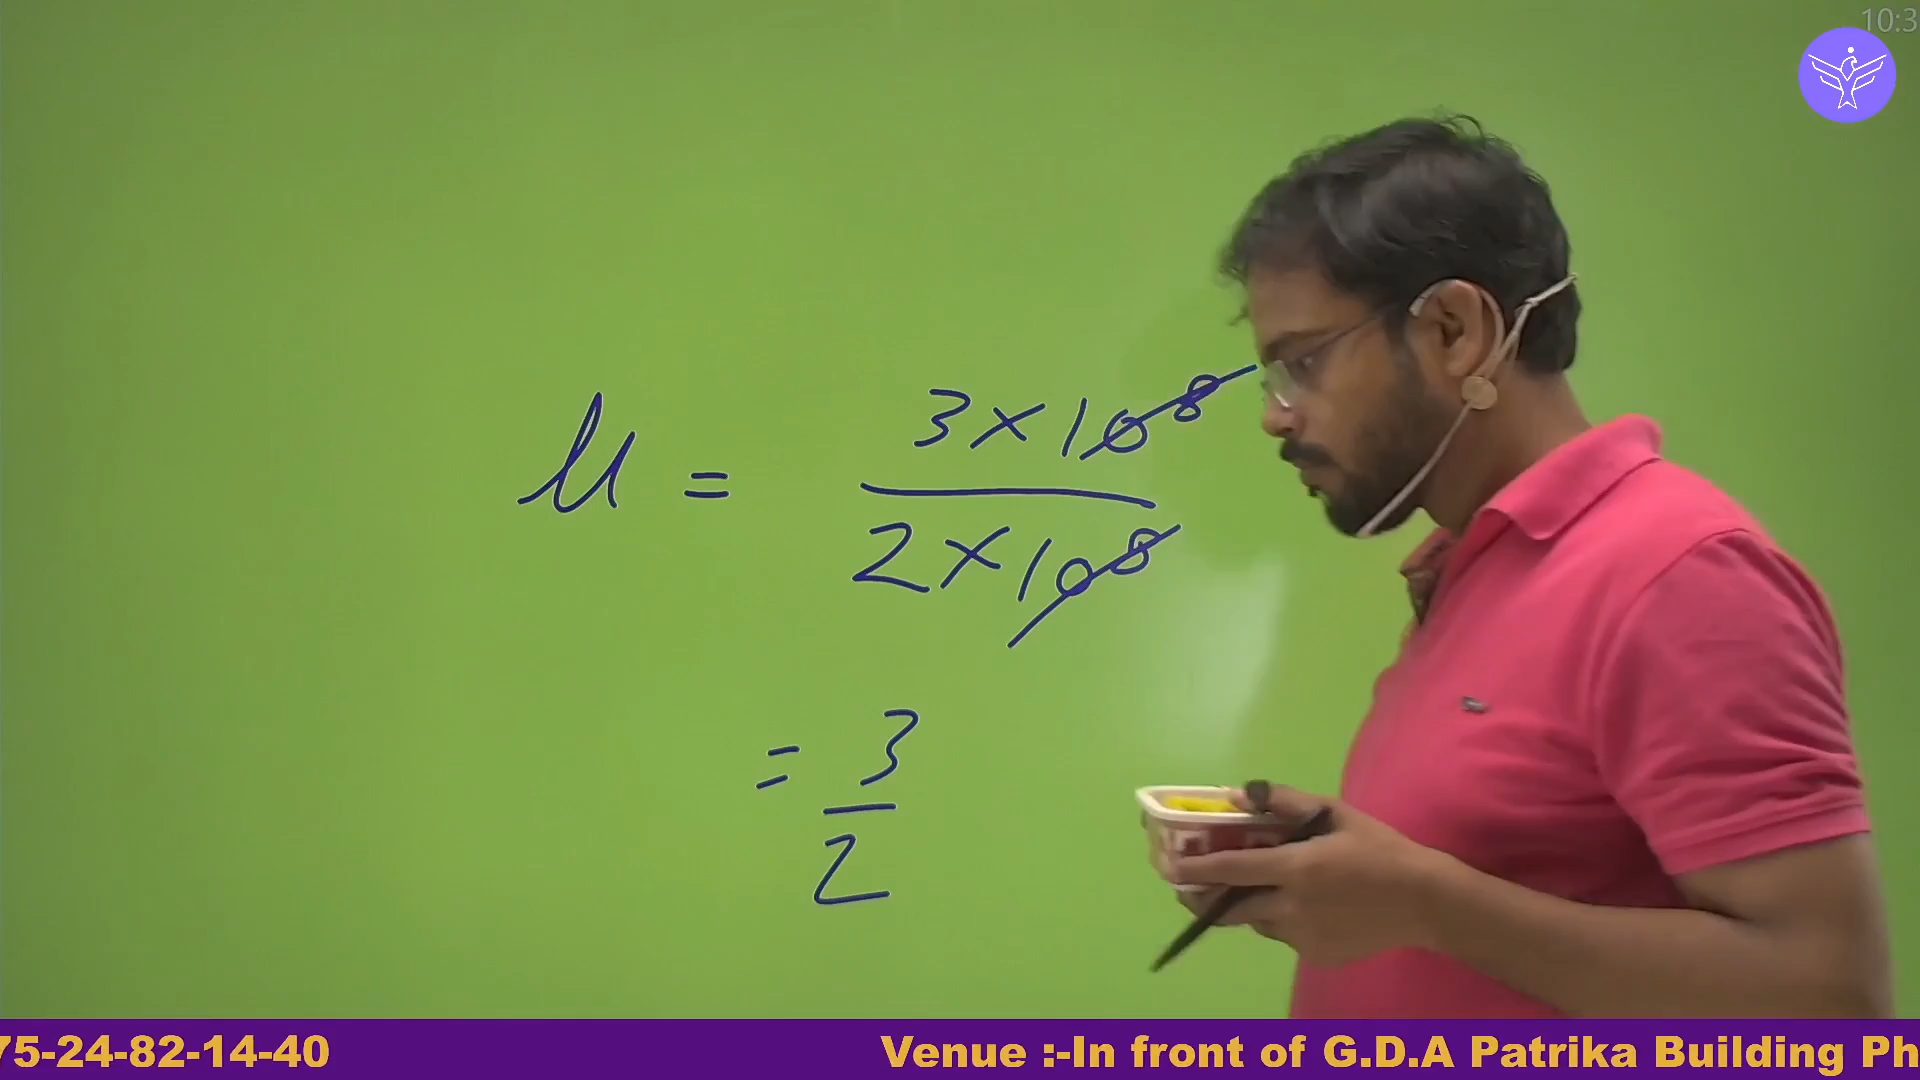 10:3
μ = 3×10⁸
2×10⁸
= 3
2
75-24-82-14-40 Venue :-In front of G.D.A Patrika Building Ph